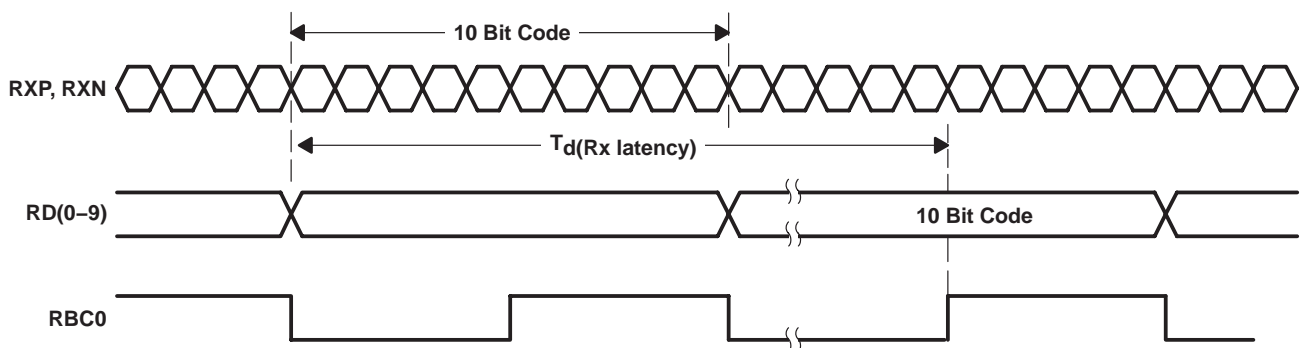 10 Bit Code
RXP, RXN
Td(Rx latency)
RD(0–9)
10 Bit Code
RBC0